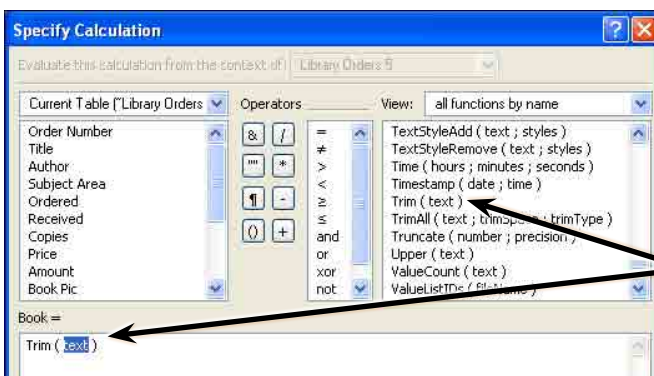 Specify Calculation
Evaluate this calculation from the context of: Library Orders 5
Current Table ("Library Orders
Operators
View: all functions by name
Order Number
Title
Author
Subject Area
Ordered
Received
Copies
Price
Amount
Book Pic
& /
"" *
¶ -
() +
=
≠
>
<
≥
≤
and
or
xor
not
TextStyleAdd ( text ; styles )
TextStyleRemove ( text ; styles )
Time ( hours ; minutes ; seconds )
Timestamp ( date ; time )
Trim ( text )
TrimAll ( text ; trimSpaces ; trimType )
Truncate ( number ; precision )
Upper ( text )
ValueCount ( text )
ValueListIDs ( fileName )
Book =
Trim ( text )